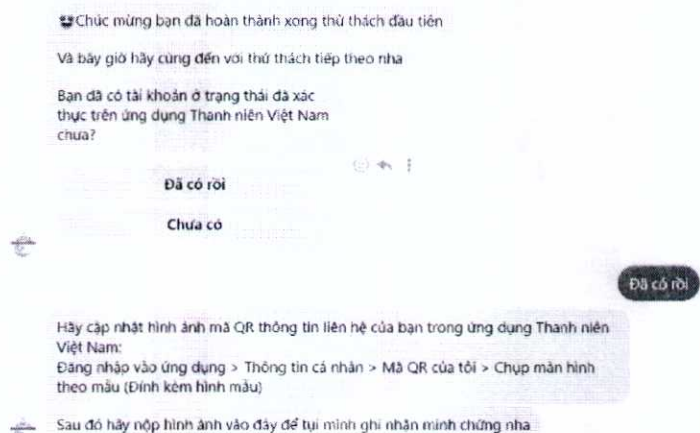 Chúc mừng bạn đã hoàn thành xong thử thách đầu tiên
Và bây giờ hãy cùng đến với thử thách tiếp theo nha
Bạn đã có tài khoản ở trạng thái đã xác
thực trên ứng dụng Thanh niên Việt Nam
chưa?
Đã có rồi
Chưa có
Đã có rồi
Hãy cập nhật hình ảnh mã QR thông tin liên hệ của bạn trong ứng dụng Thanh niên
Việt Nam:
Đăng nhập vào ứng dụng > Thông tin cá nhân > Mã QR của tôi > Chụp màn hình
theo mẫu (Đính kèm hình mẫu)
Sau đó hãy nộp hình ảnh vào đây để tụi mình ghi nhận minh chứng nha